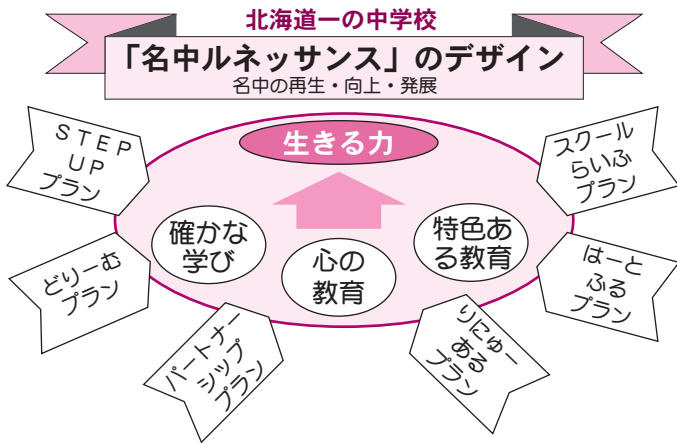 北海道一の中学校
「名中ルネッサンス」のデザイン
名中の再生・向上・発展
生きる力
確かな
学び
心の
教育
特色あ
る教育
ＳＴＥＰ
ＵＰ
プラン
どりーむ
プラン
パートナー
シップ
プラン
りにゅー
ある
プラン
はーと
ふる
プラン
スクール
らいふ
プラン